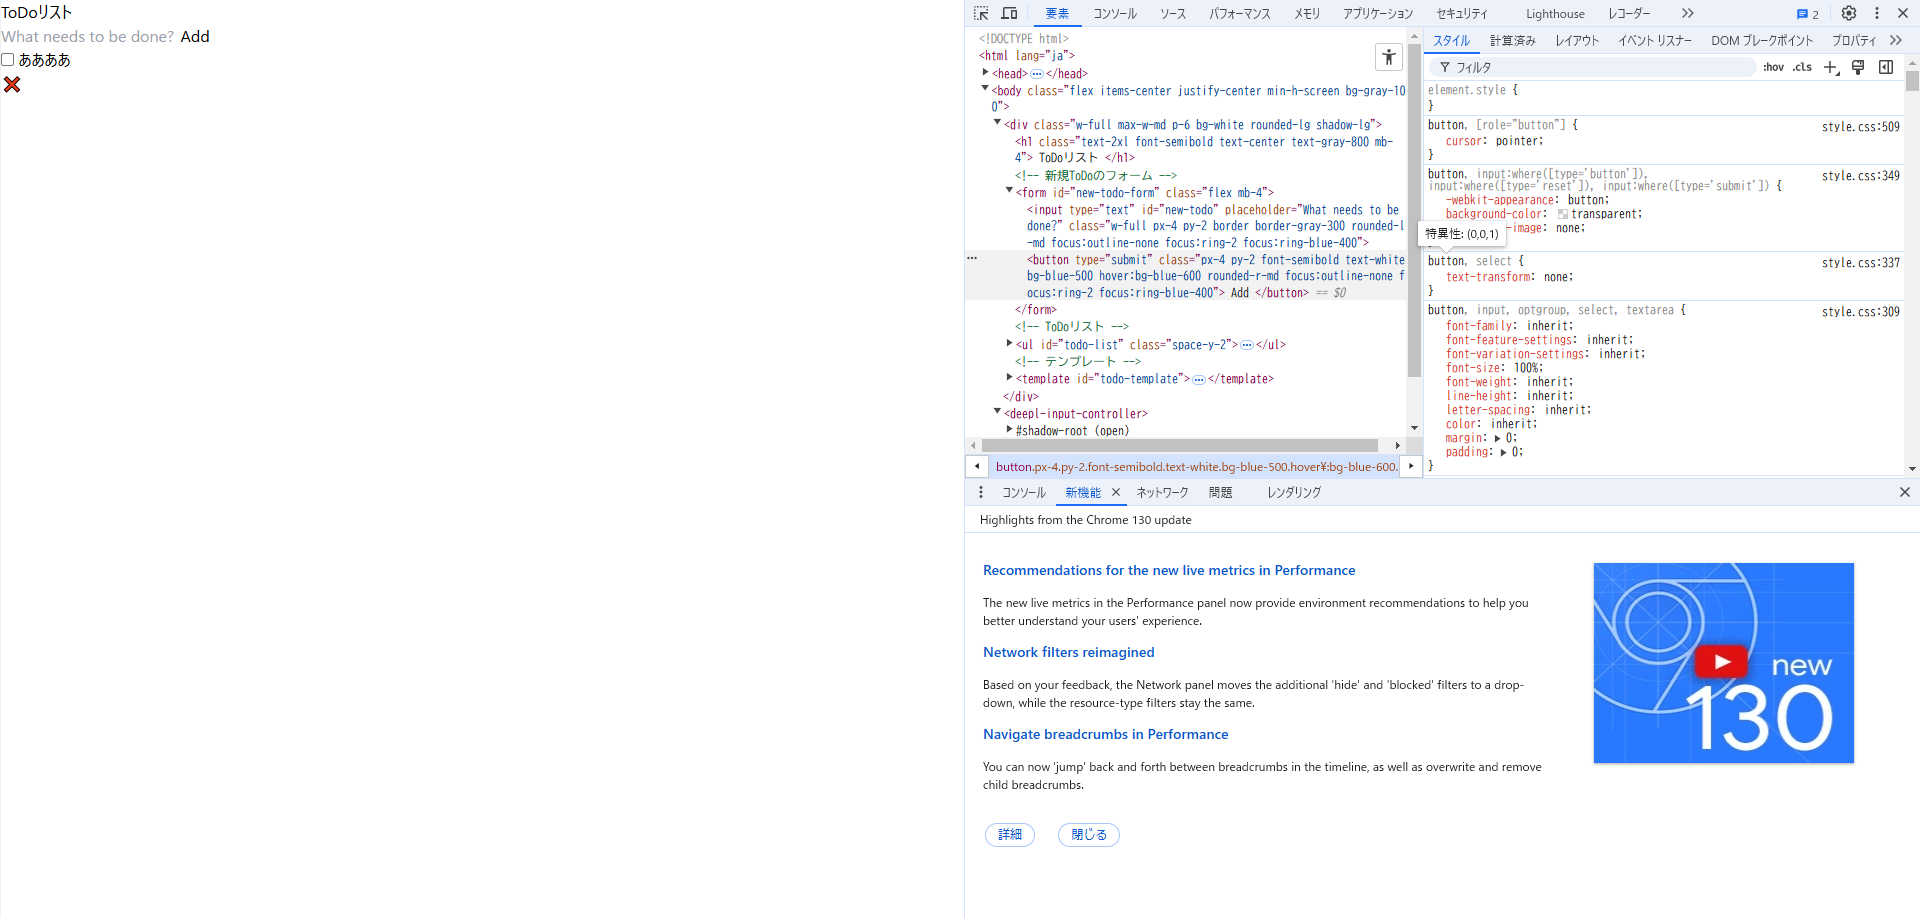 ToDoリスト
What needs to be done? Add
ああああ
要素 コンソール ソース パフォーマンス メモリ アプリケーション セキュリティ Lighthouse レコーダー 2
<!DOCTYPE html>
<html lang="ja">
<head> ⋯ </head>
<body class="flex items-center justify-center min-h-screen bg-gray-10
0">
<div class="w-full max-w-md p-6 bg-white rounded-lg shadow-lg">
<h1 class="text-2xl font-semibold text-center text-gray-800 mb-
4"> ToDoリスト </h1>
<!-- 新規ToDoのフォーム -->
<form id="new-todo-form" class="flex mb-4">
<input type="text" id="new-todo" placeholder="What needs to be
done?" class="w-full px-4 py-2 border border-gray-300 rounded-l
-md focus:outline-none focus:ring-2 focus:ring-blue-400">
<button type="submit" class="px-4 py-2 font-semibold text-white
bg-blue-500 hover:bg-blue-600 rounded-r-md focus:outline-none f
ocus:ring-2 focus:ring-blue-400"> Add </button> == $0
</form>
<!-- ToDoリスト -->
<ul id="todo-list" class="space-y-2"> ⋯ </ul>
<!-- テンプレート -->
<template id="todo-template"> ⋯ </template>
</div>
<deepl-input-controller>
#shadow-root (open)
button.px-4.py-2.font-semibold.text-white.bg-blue-500.hover¥:bg-blue-600.
スタイル 計算済み レイアウト イベント リスナー DOM ブレークポイント プロパティ
フィルタ :hov .cls
element.style {
}
button, [role="button"] { style.css:509
cursor: pointer;
}
button, input:where([type='button']), style.css:349
input:where([type='reset']), input:where([type='submit']) {
-webkit-appearance: button;
background-color: transparent;
-image: none;
特異性: (0,0,1)
button, select { style.css:337
text-transform: none;
}
button, input, optgroup, select, textarea { style.css:309
font-family: inherit;
font-feature-settings: inherit;
font-variation-settings: inherit;
font-size: 100%;
font-weight: inherit;
line-height: inherit;
letter-spacing: inherit;
color: inherit;
margin: 0;
padding: 0;
}
コンソール 新機能 ネットワーク 問題 レンダリング
Highlights from the Chrome 130 update
Recommendations for the new live metrics in Performance
The new live metrics in the Performance panel now provide environment recommendations to help you
better understand your users' experience.
Network filters reimagined
Based on your feedback, the Network panel moves the additional 'hide' and 'blocked' filters to a drop-
down, while the resource-type filters stay the same.
Navigate breadcrumbs in Performance
You can now 'jump' back and forth between breadcrumbs in the timeline, as well as overwrite and remove
child breadcrumbs.
詳細 閉じる
new
130